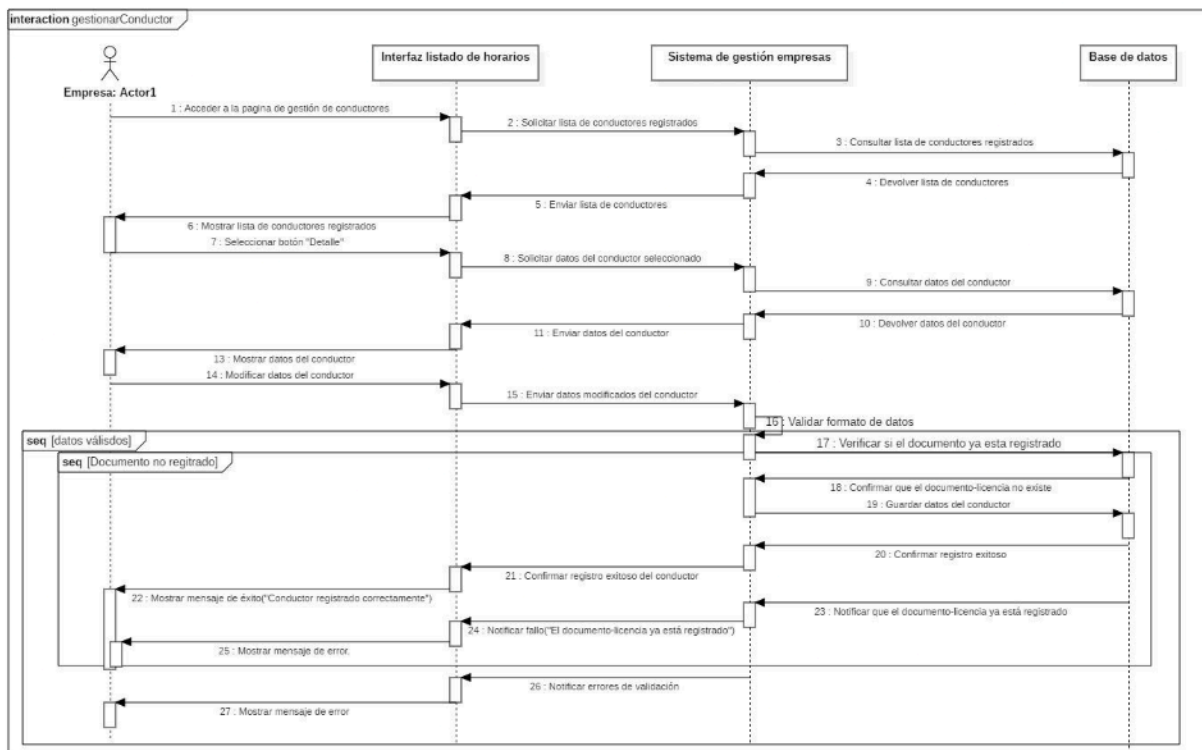 interaction gestionarConductor
Empresa: Actor1
Interfaz listado de horarios
Sistema de gestión empresas
Base de datos
1 : Acceder a la pagina de gestión de conductores
2 : Solicitar lista de conductores registrados
3 : Consultar lista de conductores registrados
4 : Devolver lista de conductores
5 : Enviar lista de conductores
6 : Mostrar lista de conductores registrados
7 : Seleccionar botón "Detalle"
8 : Solicitar datos del conductor seleccionado
9 : Consultar datos del conductor
10 : Devolver datos del conductor
11 : Enviar datos del conductor
13 : Mostrar datos del conductor
14 : Modificar datos del conductor
15 : Enviar datos modificados del conductor
16 : Validar formato de datos
seq [datos válisdos]
17 : Verificar si el documento ya esta registrado
seq [Documento no regitrado]
18 : Confirmar que el documento-licencia no existe
19 : Guardar datos del conductor
20 : Confirmar registro exitoso
21 : Confirmar registro exitoso del conductor
22 : Mostrar mensaje de éxito("Conductor registrado correctamente")
23 : Notificar que el documento-licencia ya está registrado
24 : Notificar fallo("El documento-licencia ya está registrado")
25 : Mostrar mensaje de error.
26 : Notificar errores de validación
27 : Mostrar mensaje de error